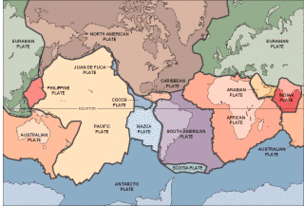 NORTH AMERICAN
PLATE
EURASIAN
PLATE
EURASIAN
PLATE
JUAN DE FUCA
PLATE
CARIBBEAN
PLATE
PHILIPPINE
PLATE
ARABIAN
PLATE
INDIAN
PLATE
COCOS
PLATE
EQUATOR
AUSTRALIAN
PLATE
PACIFIC
PLATE
NAZCA
PLATE
SOUTH AMERICAN
PLATE
AFRICAN
PLATE
AUSTRALIAN
PLATE
SCOTIA PLATE
ANTARCTIC
PLATE